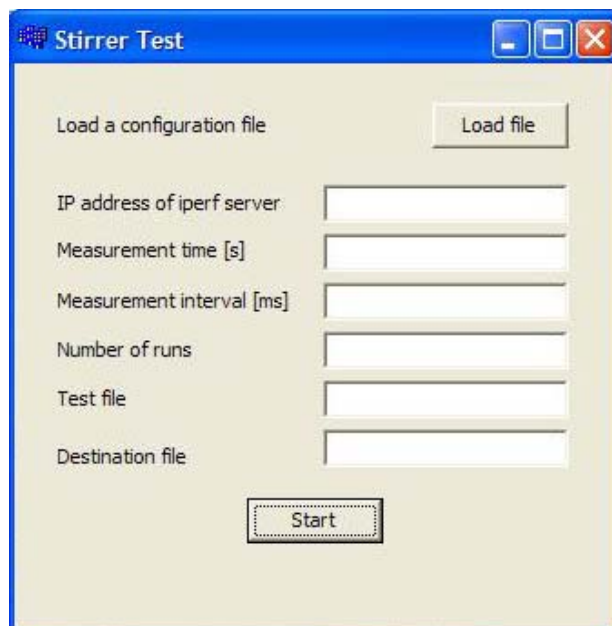 Stirrer Test
Load a configuration file
Load file
IP address of iperf server
Measurement time [s]
Measurement interval [ms]
Number of runs
Test file
Destination file
Start